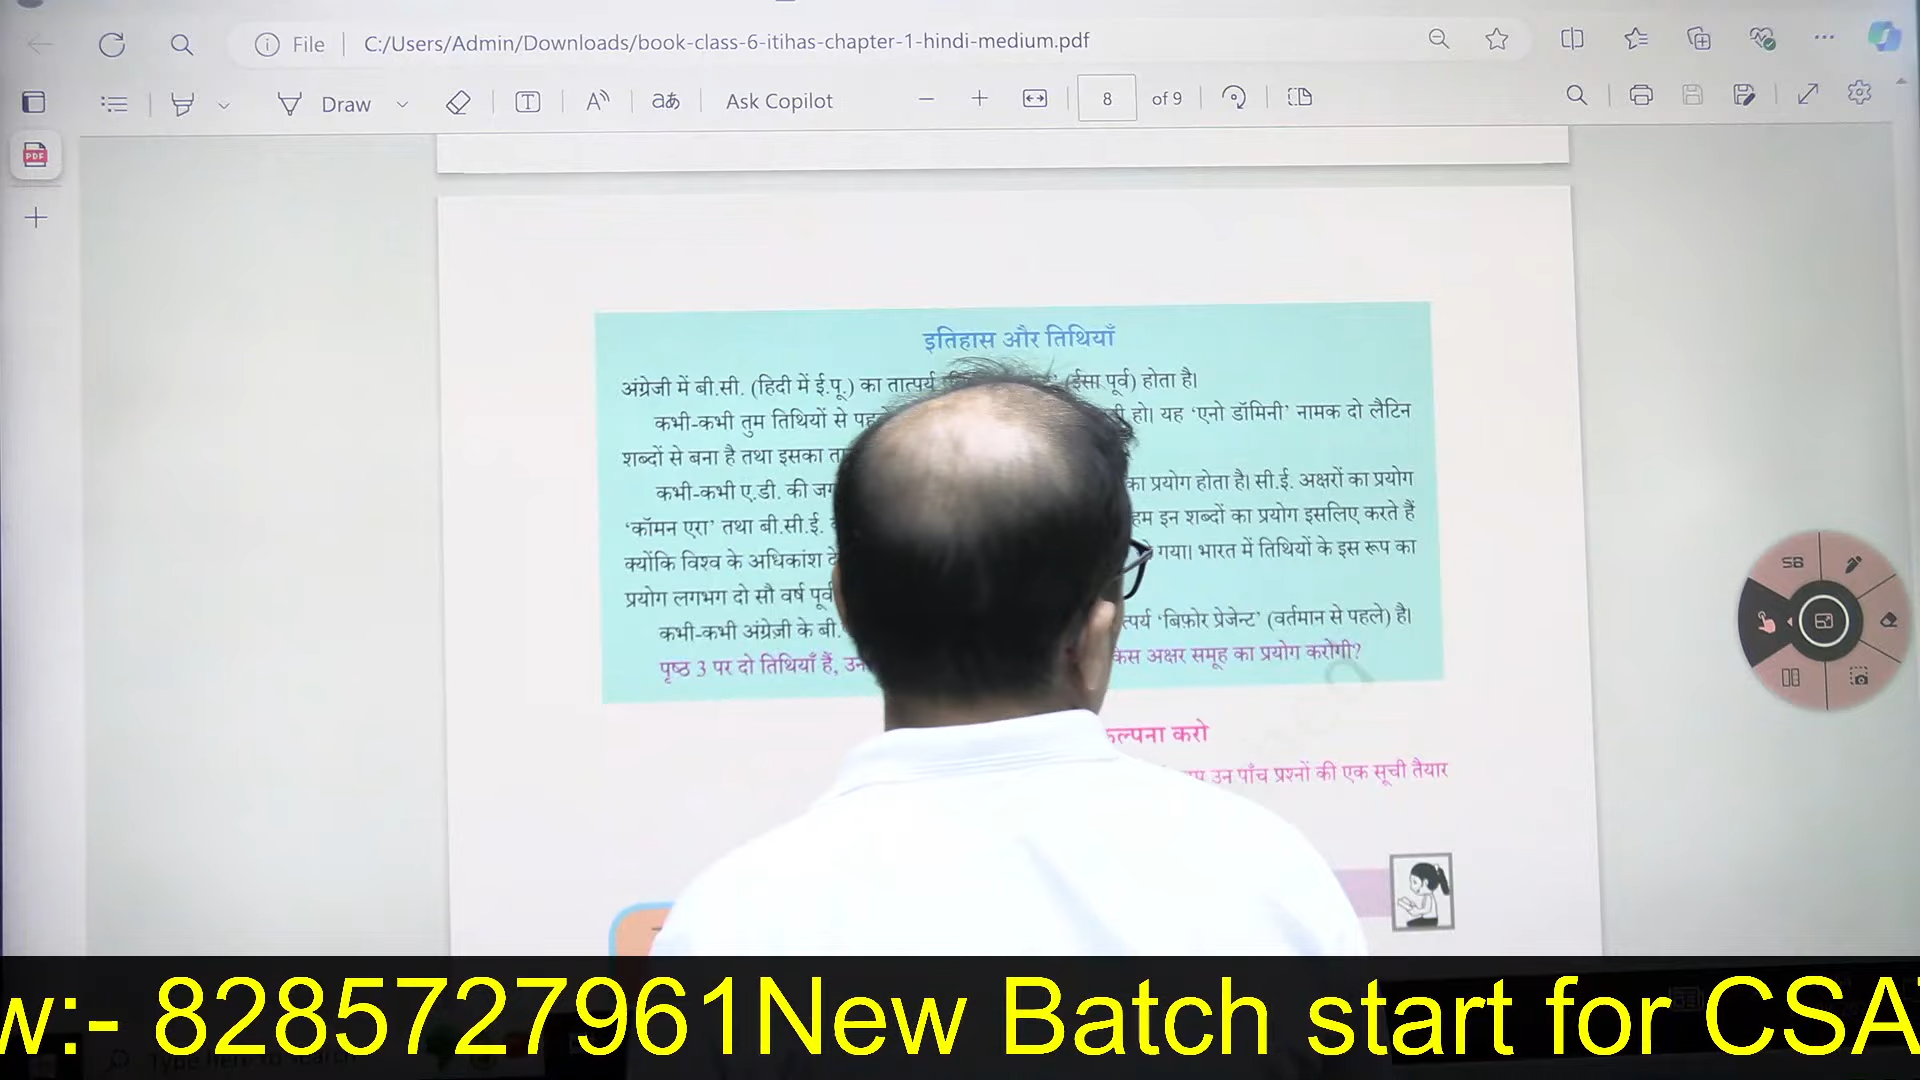 File
C:/Users/Admin/Downloads/book-class-6-itihas-chapter-1-hindi-medium.pdf
Draw
Ask Copilot
8
of 9
PDF
इतिहास और तिथियाँ
अंग्रेजी में बी.सी. (हिंदी में ई.पू.) का तात्पर्य (ईसा पूर्व) होता है।
कभी-कभी तुम तिथियों से हो। यह ‘एनो डॉमिनी’ नामक दो लैटिन
शब्दों से बना है तथा इसका
कभी-कभी ए.डी. की का प्रयोग होता है। सी.ई. अक्षरों का प्रयोग
‘कॉमन एरा’ तथा बी.सी.ई. हम इन शब्दों का प्रयोग इसलिए करते हैं
क्योंकि विश्व के अधिकांश गया। भारत में तिथियों के इस रूप का
प्रयोग लगभग दो सौ वर्ष पूर्व
कभी-कभी अंग्रेज़ी के बी. ‘बिफ़ोर प्रेजेन्ट’ (वर्तमान से पहले) है।
पृष्ठ 3 पर दो तिथियाँ हैं, अक्षर समूह का प्रयोग करोगी?
कल्पना करो
उन पाँच प्रश्नों की एक सूची तैयार
SB
w:- 8285727961New Batch start for CSA